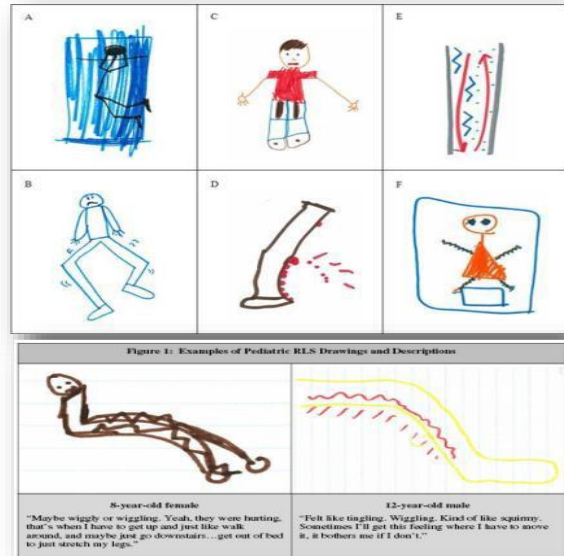 A
C
E
B
D
F
Figure 1: Examples of Pediatric RLS Drawings and Descriptions
8-year-old female
"Maybe wiggly or wiggling. Yeah, they were hurting,
that's when I have to get up and just like walk
around, and maybe just go downstairs…get out of bed
to just stretch my legs."
12-year-old male
"Felt like tingling. Wiggling. Kind of like squirmy.
Sometimes I'll get this feeling where I have to move
it, it bothers me if I don't."